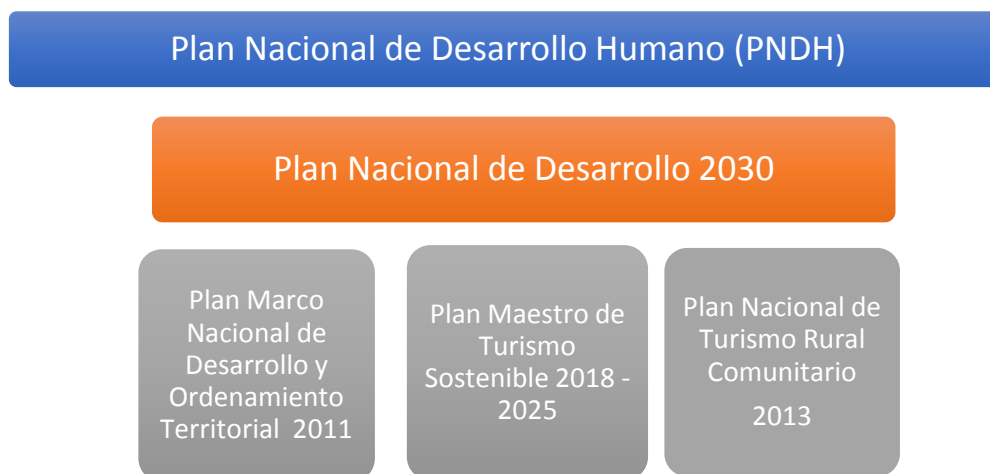 Plan Nacional de Desarrollo Humano (PNDH)
Plan Nacional de Desarrollo 2030
Plan Marco
Nacional de
Desarrollo y
Ordenamiento
Territorial 2011
Plan Maestro de
Turismo
Sostenible 2018 -
2025
Plan Nacional de
Turismo Rural
Comunitario
2013